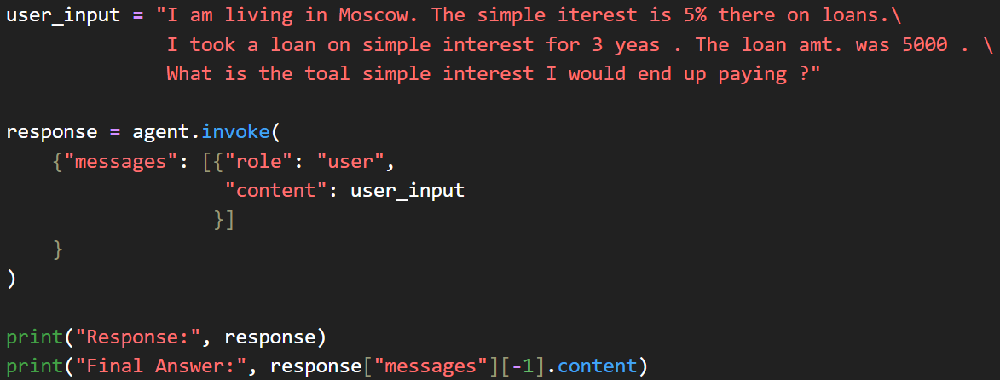 user_input = "I am living in Moscow. The simple iterest is 5% there on loans.\
              I took a loan on simple interest for 3 yeas . The loan amt. was 5000 . \
              What is the toal simple interest I would end up paying ?"

response = agent.invoke(
    {"messages": [{"role": "user",
                   "content": user_input
                  }]
    }
)

print("Response:", response)
print("Final Answer:", response["messages"][-1].content)